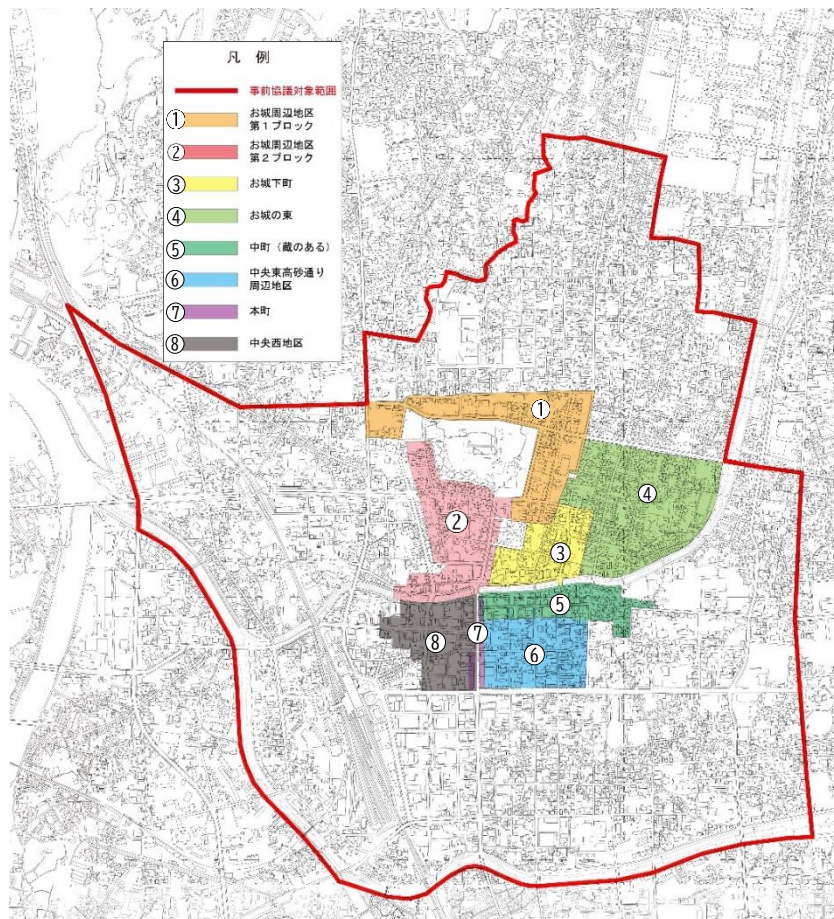 凡 例
事前協議対象範囲
① お城周辺地区
第1ブロック
② お城周辺地区
第2ブロック
③ お城下町
④ お城の東
⑤ 中町（蔵のある）
⑥ 中央東高砂通り
周辺地区
⑦ 本町
⑧ 中央西地区
①
②
④
③
⑤
⑦
⑧
⑥